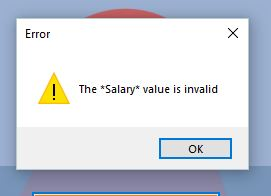 Error
The *Salary* value is invalid
OK